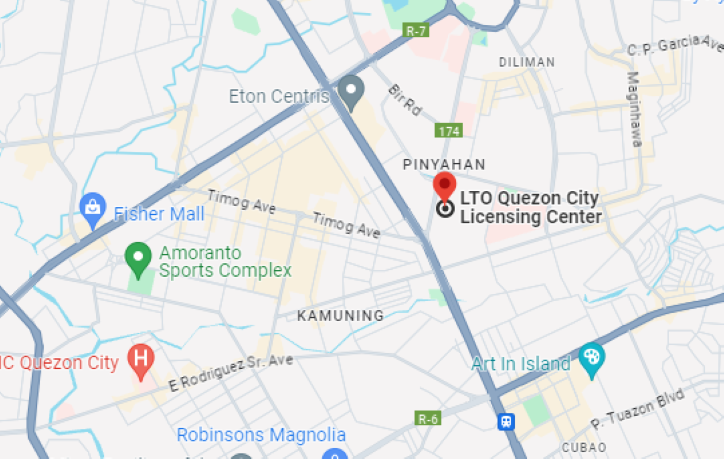 R-7
DILIMAN
C. P. Garcia Ave
Eton Centris
Bir Rd
Maginhawa
174
PINYAHAN
LTO Quezon City
Licensing Center
Timog Ave
Timog Ave
Fisher Mall
Amoranto
Sports Complex
KAMUNING
C Quezon City
H
E Rodriguez Sr. Ave
Art In Island
R-6
P. Tuazon Blvd
Robinsons Magnolia
CUBAO